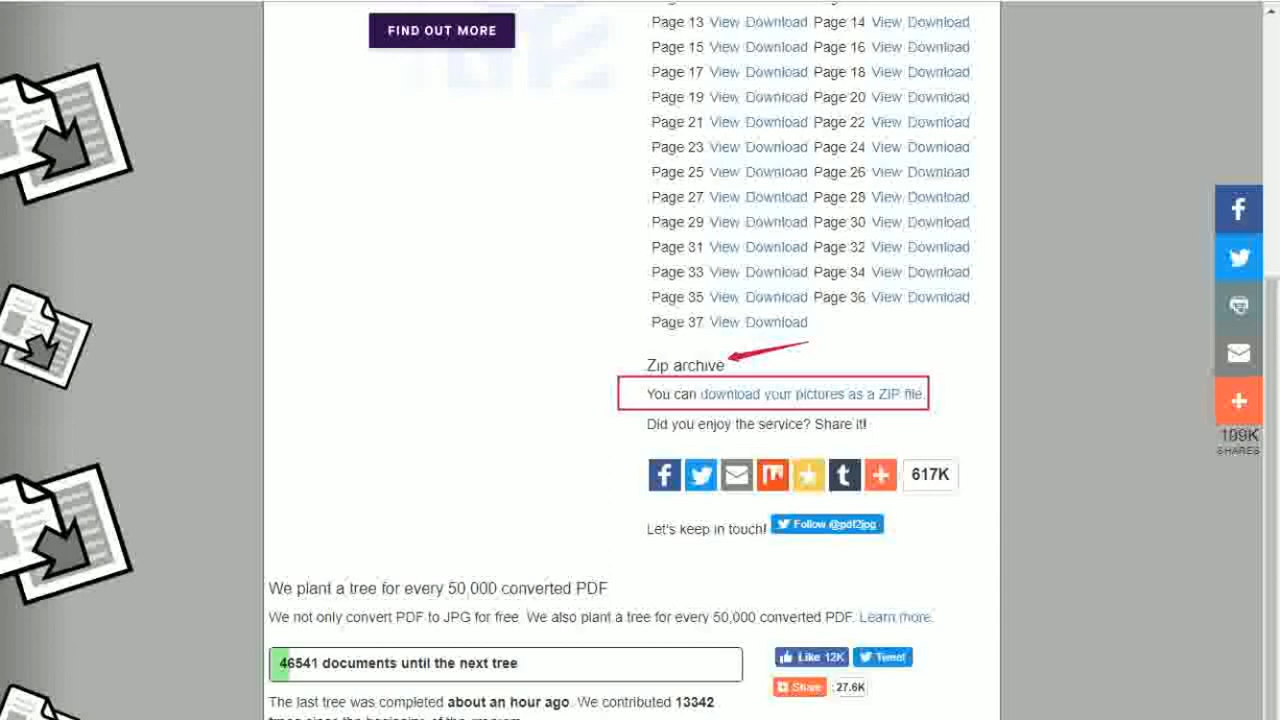 FIND OUT MORE
Page 13 View Download Page 14 View Download
Page 15 View Download Page 16 View Download
Page 17 View Download Page 18 View Download
Page 19 View Download Page 20 View Download
Page 21 View Download Page 22 View Download
Page 23 View Download Page 24 View Download
Page 25 View Download Page 26 View Download
Page 27 View Download Page 28 View Download
Page 29 View Download Page 30 View Download
Page 31 View Download Page 32 View Download
Page 33 View Download Page 34 View Download
Page 35 View Download Page 36 View Download
Page 37 View Download
Zip archive
You can download your pictures as a ZIP file.
Did you enjoy the service? Share it!
617K
Let's keep in touch! Follow @pdf2jpg
199K
SHARES
We plant a tree for every 50,000 converted PDF
We not only convert PDF to JPG for free. We also plant a tree for every 50,000 converted PDF. Learn more.
46541 documents until the next tree
Like 12K Tweet
Share 27.6K
The last tree was completed about an hour ago. We contributed 13342
trees since the beginning of the program.